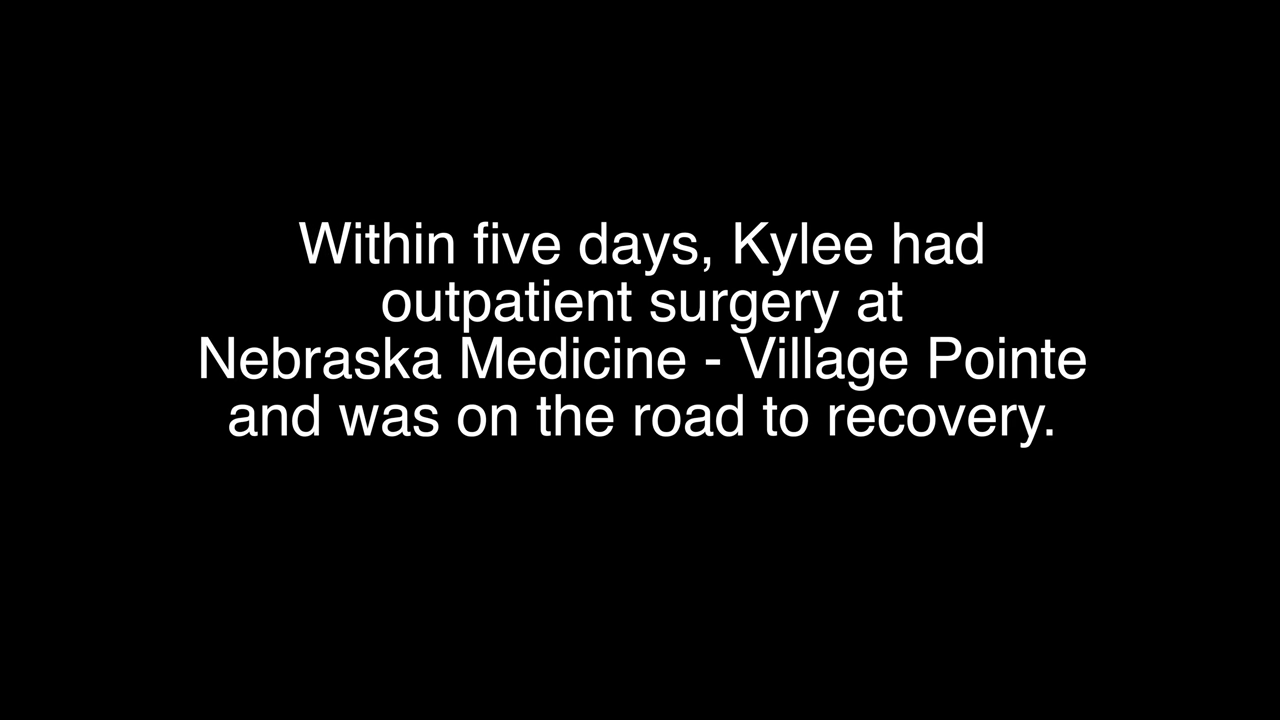 Within five days, Kylee had
outpatient surgery at
Nebraska Medicine - Village Pointe
and was on the road to recovery.